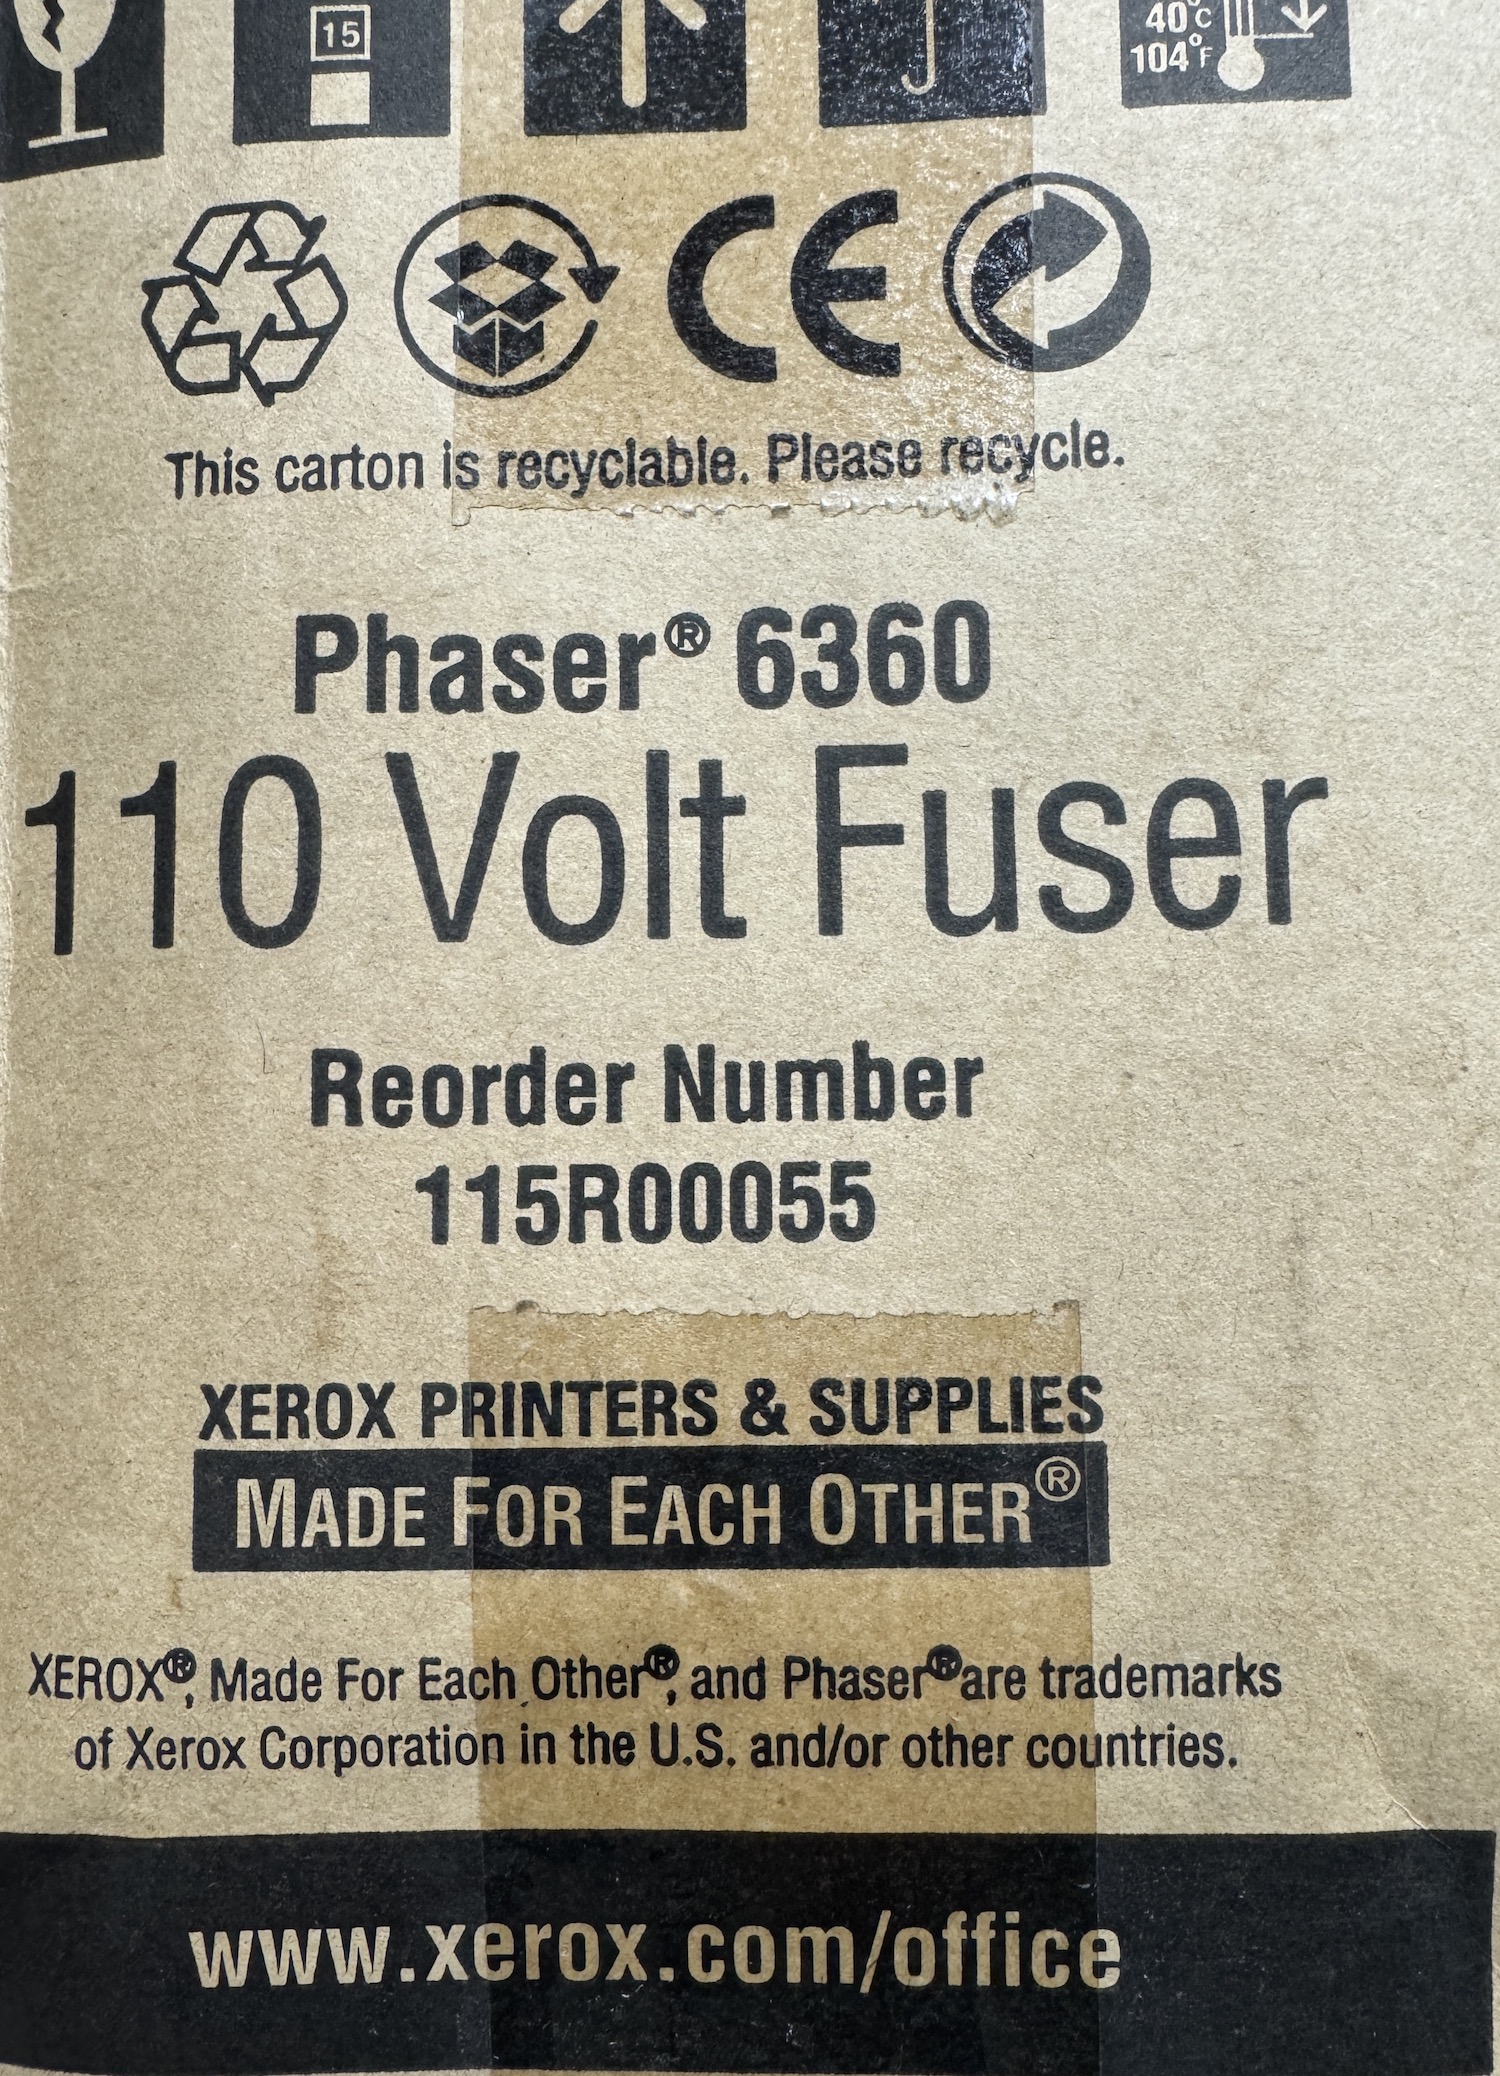 15
40°C
104°F
CE
This carton is recyclable. Please recycle.
Phaser® 6360
110 Volt Fuser
Reorder Number
115R00055
XEROX PRINTERS & SUPPLIES
MADE FOR EACH OTHER®
XEROX®, Made For Each Other®, and Phaser® are trademarks
of Xerox Corporation in the U.S. and/or other countries.
www.xerox.com/office